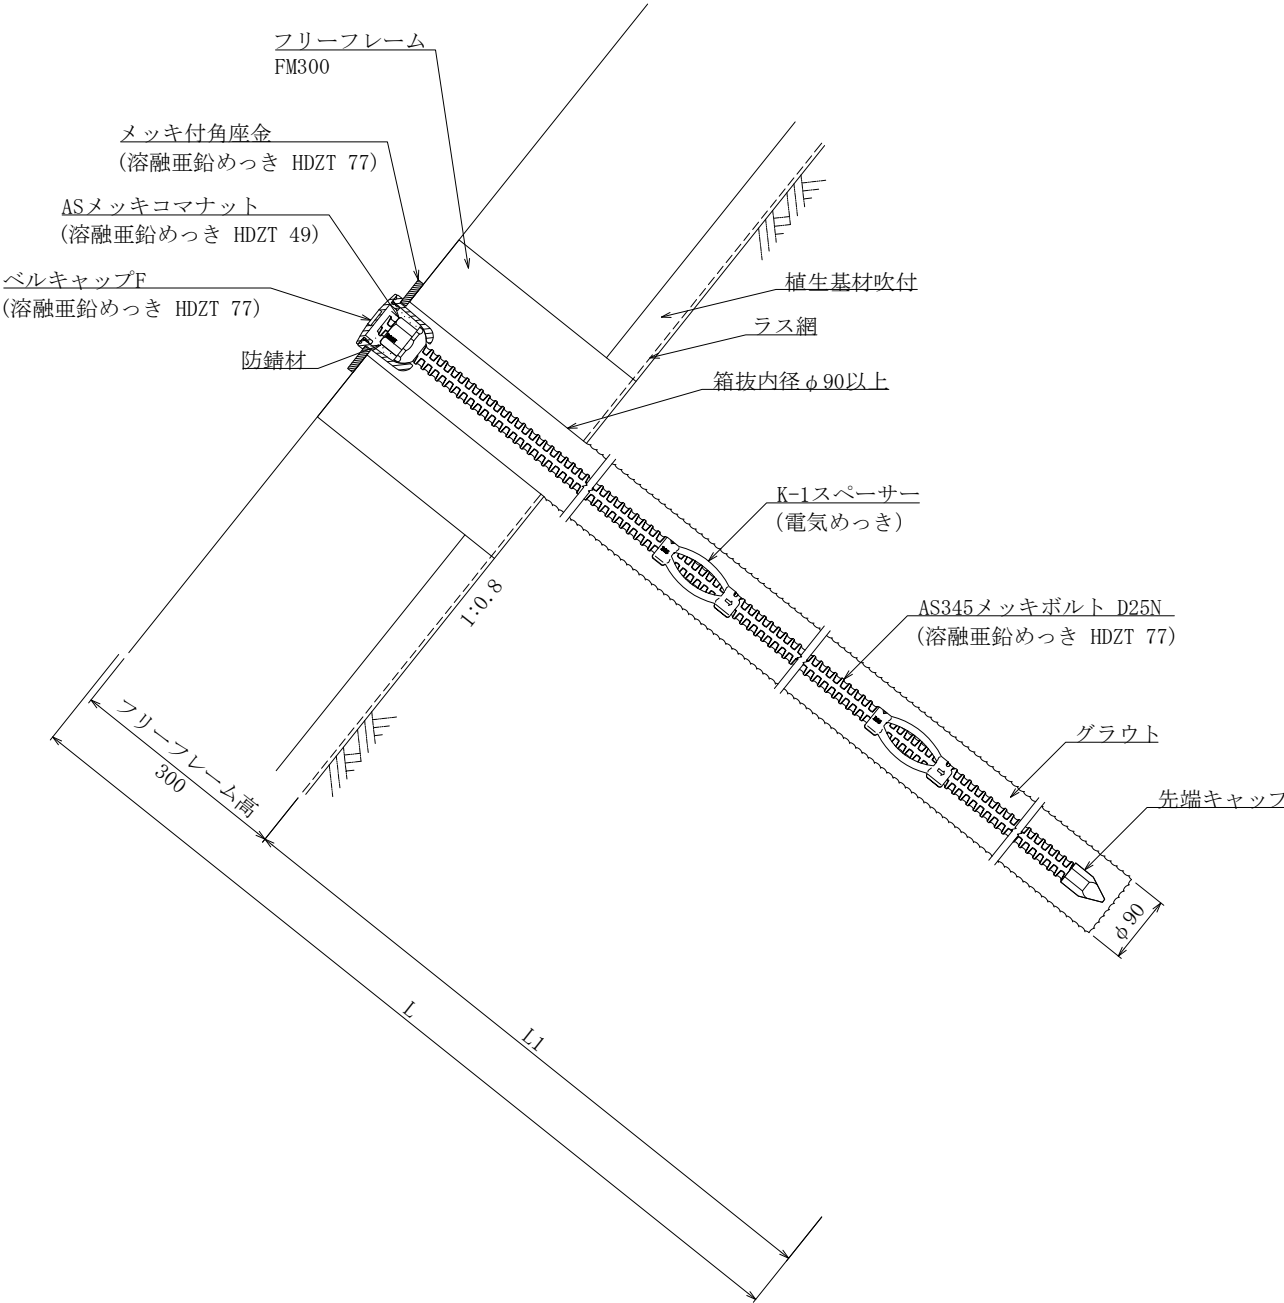 フリーフレーム
FM300
メッキ付角座金
(溶融亜鉛めっき HDZT 77)
ASメッキコマナット
(溶融亜鉛めっき HDZT 49)
ベルキャップF
(溶融亜鉛めっき HDZT 77)
防錆材
植生基材吹付
ラス網
箱抜内径φ90以上
K-1スペーサー
(電気めっき)
1:0.8
AS345メッキボルト D25N
(溶融亜鉛めっき HDZT 77)
グラウト
先端キャップ
フリーフレーム高
300
φ90
L
L1